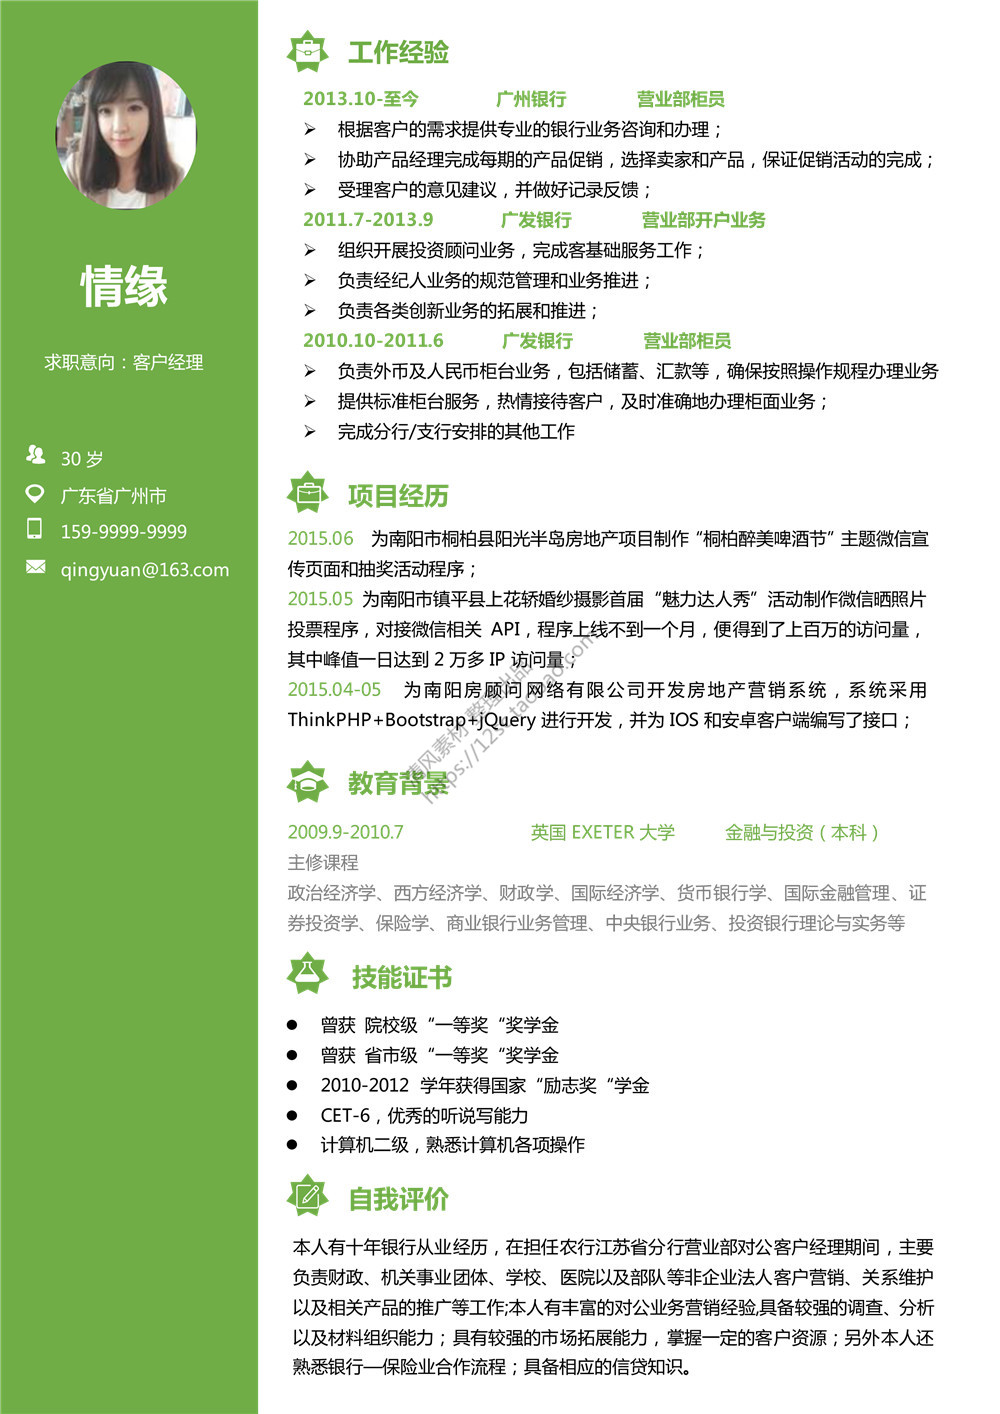 情缘
求职意向：客户经理
30 岁
广东省广州市
159-9999-9999
qingyuan@163.com
工作经验
2013.10-至今 广州银行 营业部柜员
➢ 根据客户的需求提供专业的银行业务咨询和办理；
➢ 协助产品经理完成每期的产品促销，选择卖家和产品，保证促销活动的完成；
➢ 受理客户的意见建议，并做好记录反馈；
2011.7-2013.9 广发银行 营业部开户业务
➢ 组织开展投资顾问业务，完成客基础服务工作；
➢ 负责经纪人业务的规范管理和业务推进；
➢ 负责各类创新业务的拓展和推进；
2010.10-2011.6 广发银行 营业部柜员
➢ 负责外币及人民币柜台业务，包括储蓄、汇款等，确保按照操作规程办理业务
➢ 提供标准柜台服务，热情接待客户，及时准确地办理柜面业务；
➢ 完成分行/支行安排的其他工作
项目经历
2015.06 为南阳市桐柏县阳光半岛房地产项目制作“桐柏醉美啤酒节”主题微信宣
传页面和抽奖活动程序；
2015.05 为南阳市镇平县上花轿婚纱摄影首届“魅力达人秀”活动制作微信晒照片
投票程序，对接微信相关 API，程序上线不到一个月，便得到了上百万的访问量，
其中峰值一日达到 2 万多 IP 访问量；
2015.04-05 为南阳房顾问网络有限公司开发房地产营销系统，系统采用
ThinkPHP+Bootstrap+jQuery 进行开发，并为 IOS 和安卓客户端编写了接口；
清风素材 整理出品
https://123t.taobao.com
教育背景
2009.9-2010.7 英国 EXETER 大学 金融与投资（本科）
主修课程
政治经济学、西方经济学、财政学、国际经济学、货币银行学、国际金融管理、证
券投资学、保险学、商业银行业务管理、中央银行业务、投资银行理论与实务等
技能证书
● 曾获 院校级“一等奖“奖学金
● 曾获 省市级“一等奖“奖学金
● 2010-2012 学年获得国家“励志奖“学金
● CET-6，优秀的听说写能力
● 计算机二级，熟悉计算机各项操作
自我评价
本人有十年银行从业经历，在担任农行江苏省分行营业部对公客户经理期间，主要
负责财政、机关事业团体、学校、医院以及部队等非企业法人客户营销、关系维护
以及相关产品的推广等工作;本人有丰富的对公业务营销经验,具备较强的调查、分析
以及材料组织能力；具有较强的市场拓展能力，掌握一定的客户资源；另外本人还
熟悉银行—保险业合作流程；具备相应的信贷知识。